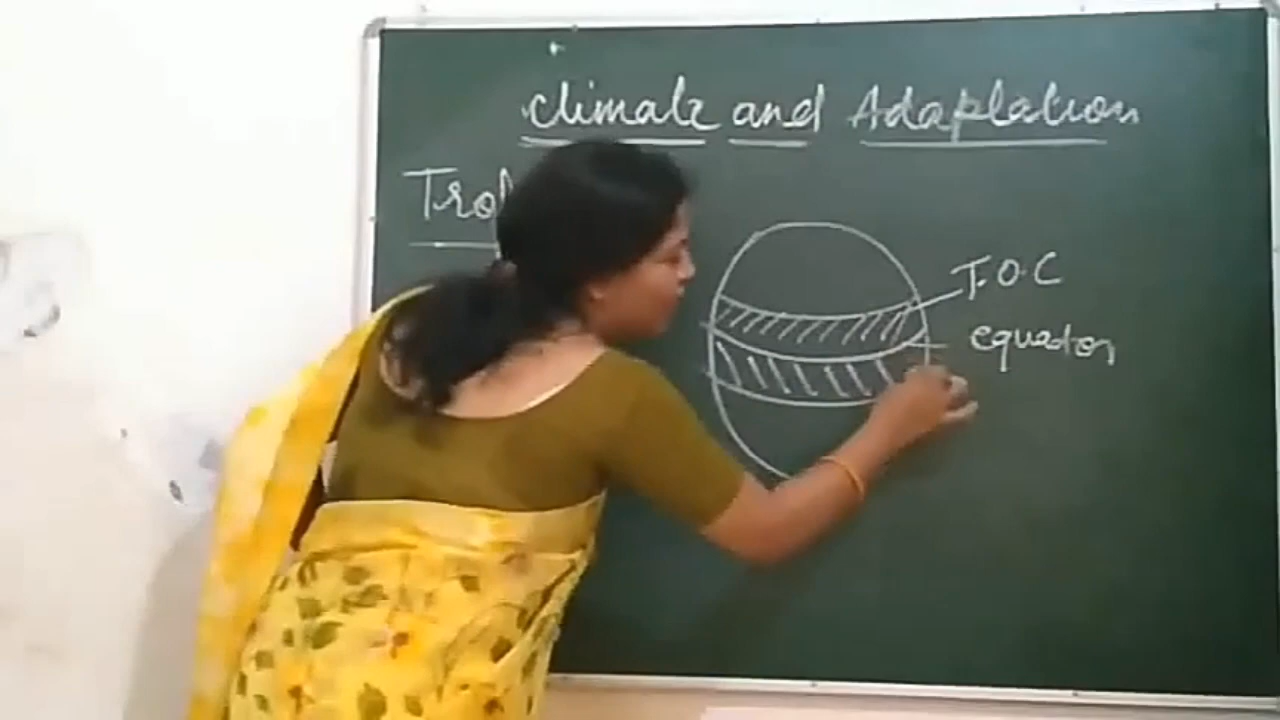 Climate and Adaptation
Tro
T.O.C
equator